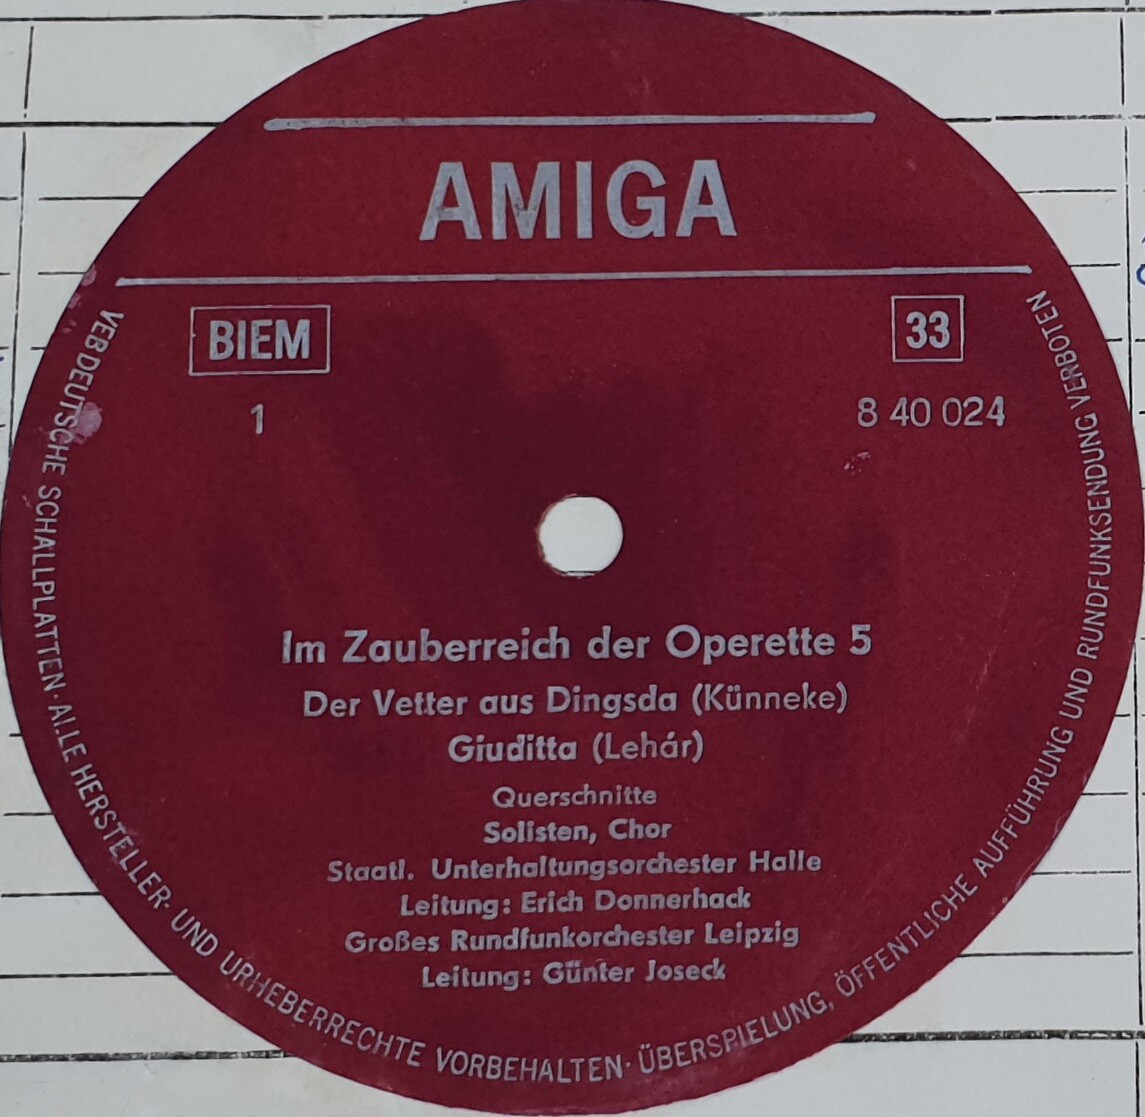 AMIGA
BIEM
33
1
8 40 024
Im Zauberreich der Operette 5
Der Vetter aus Dingsda (Künneke)
Giuditta (Lehár)
Querschnitte
Solisten, Chor
Staatl. Unterhaltungsorchester Halle
Leitung: Erich Donnerhack
Großes Rundfunkorchester Leipzig
Leitung: Günter Joseck
VEB DEUTSCHE SCHALLPLATTEN · ALLE HERSTELLER- UND URHEBERRECHTE VORBEHALTEN · ÜBERSPIELUNG, ÖFFENTLICHE AUFFÜHRUNG UND RUNDFUNKSENDUNG VERBOTEN